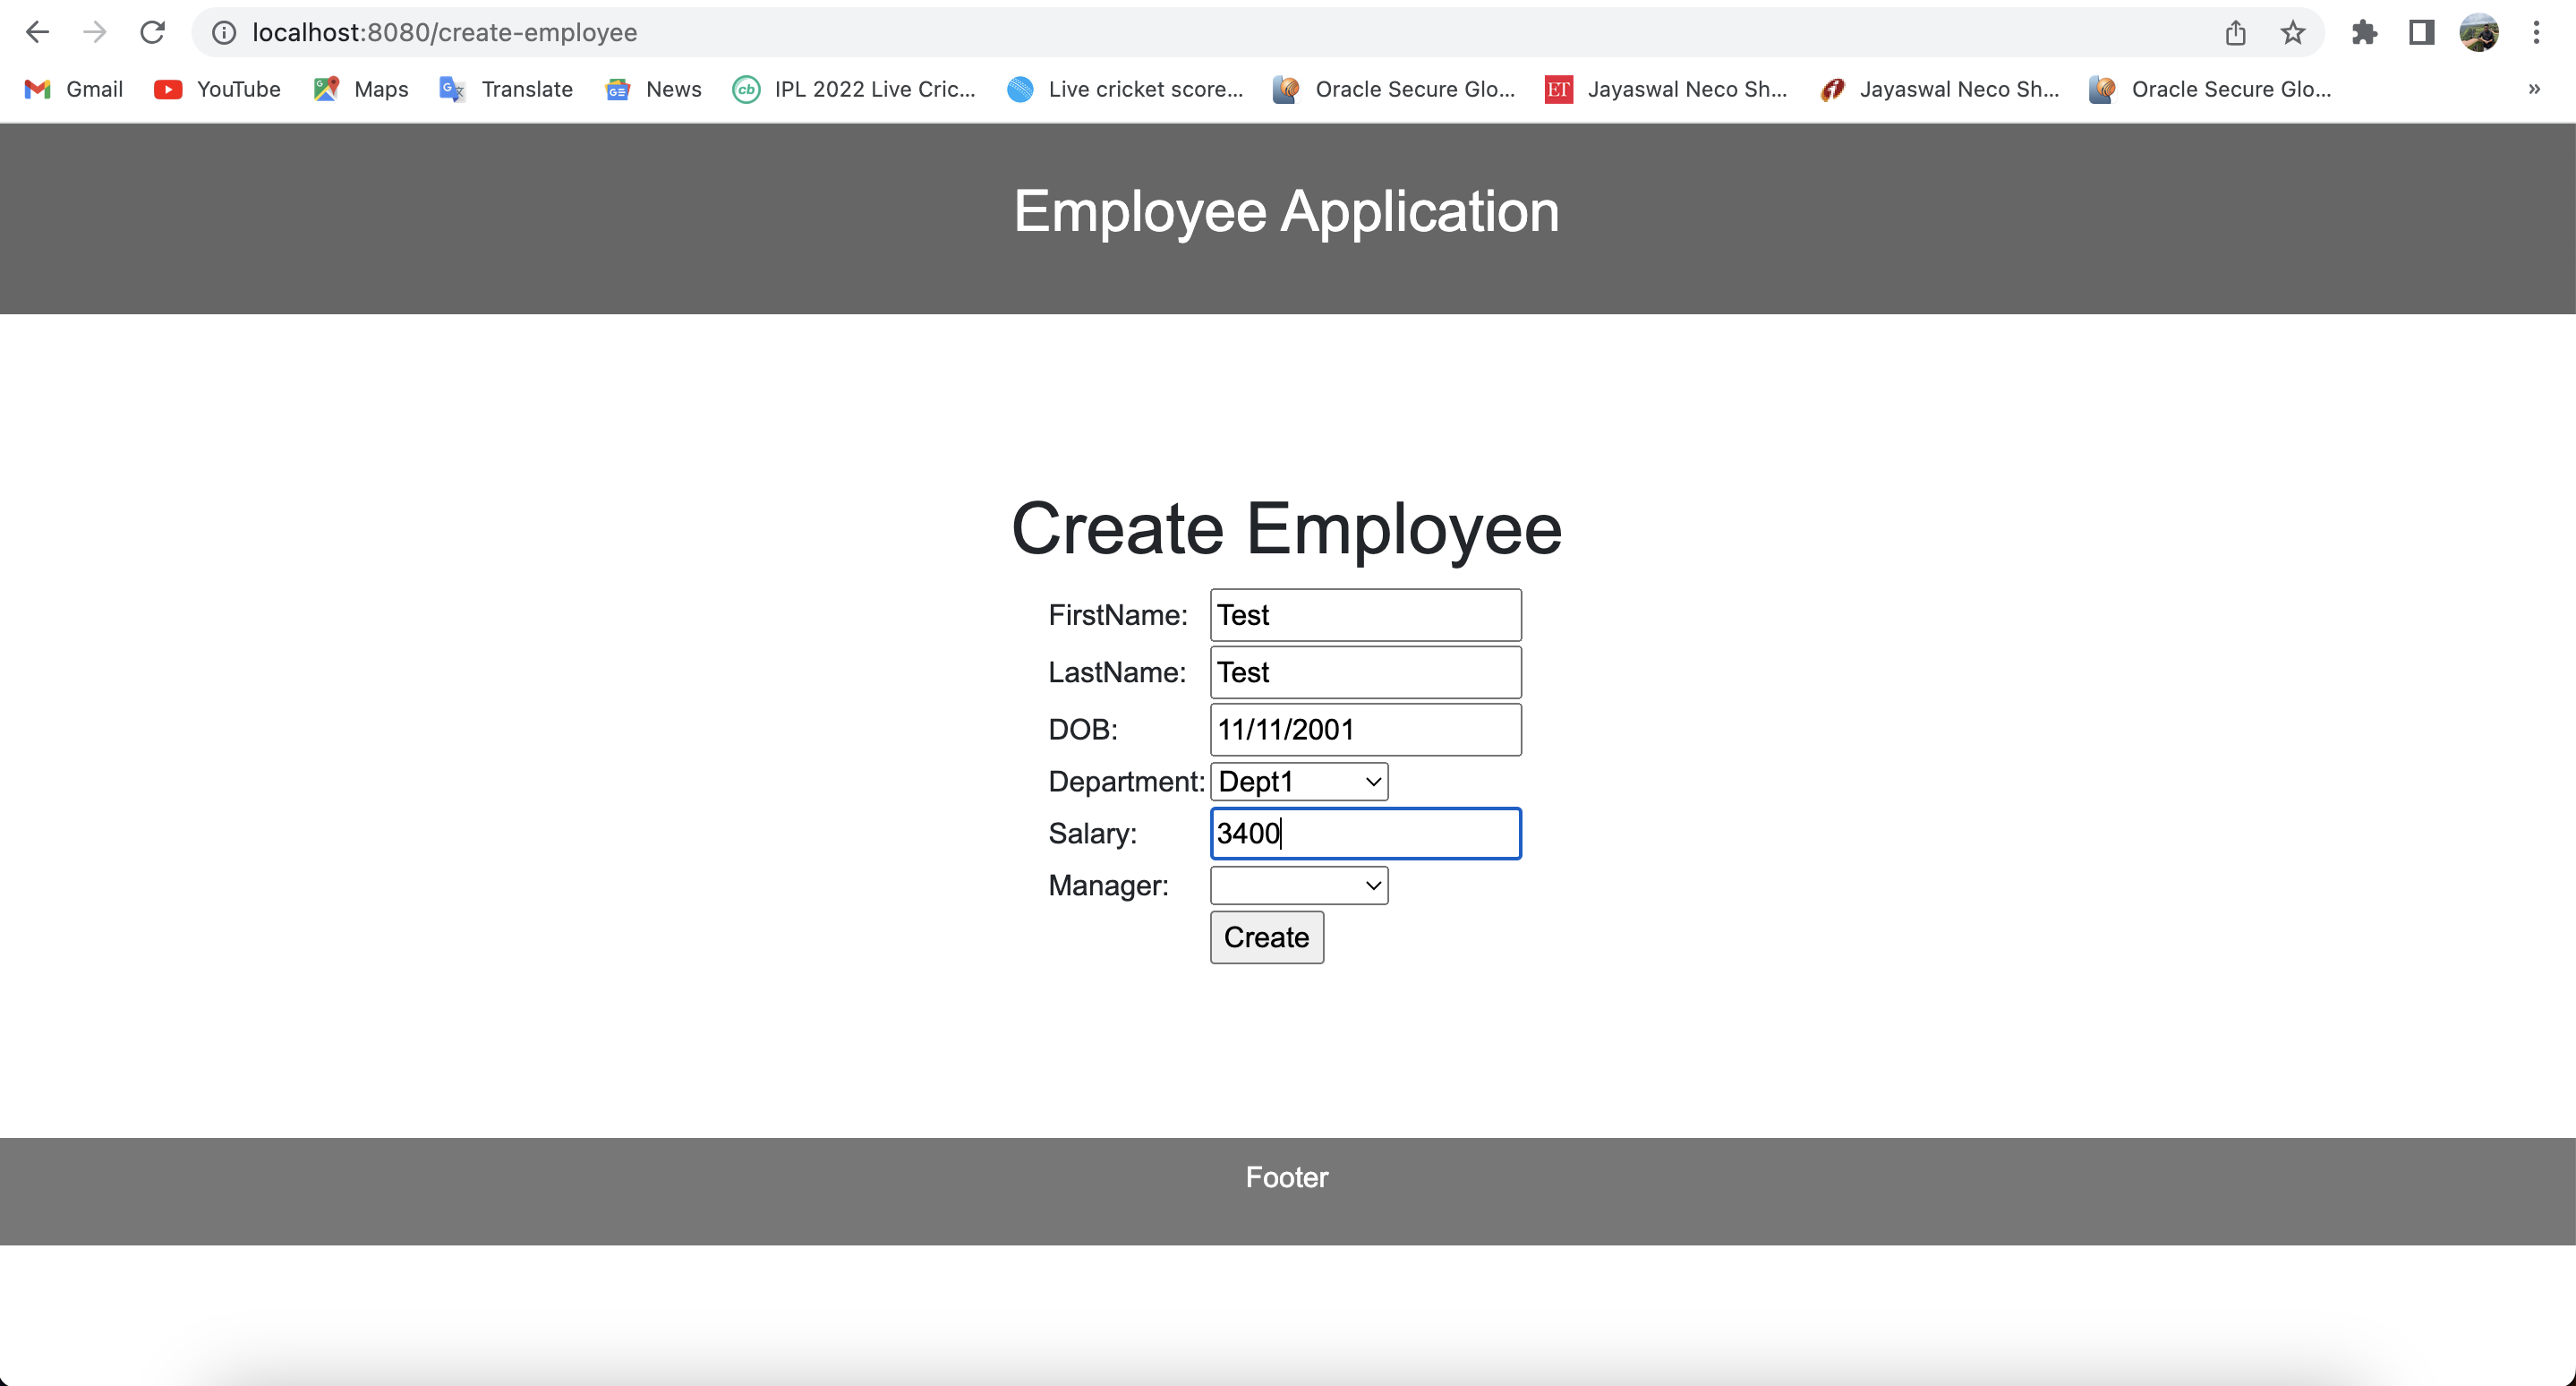 localhost:8080/create-employee
Gmail YouTube Maps Translate News IPL 2022 Live Cric... Live cricket score... Oracle Secure Glo... Jayaswal Neco Sh... Jayaswal Neco Sh... Oracle Secure Glo... »
Employee Application
Create Employee
FirstName: Test
LastName: Test
DOB: 11/11/2001
Department: Dept1
Salary: 3400
Manager:
Create
Footer